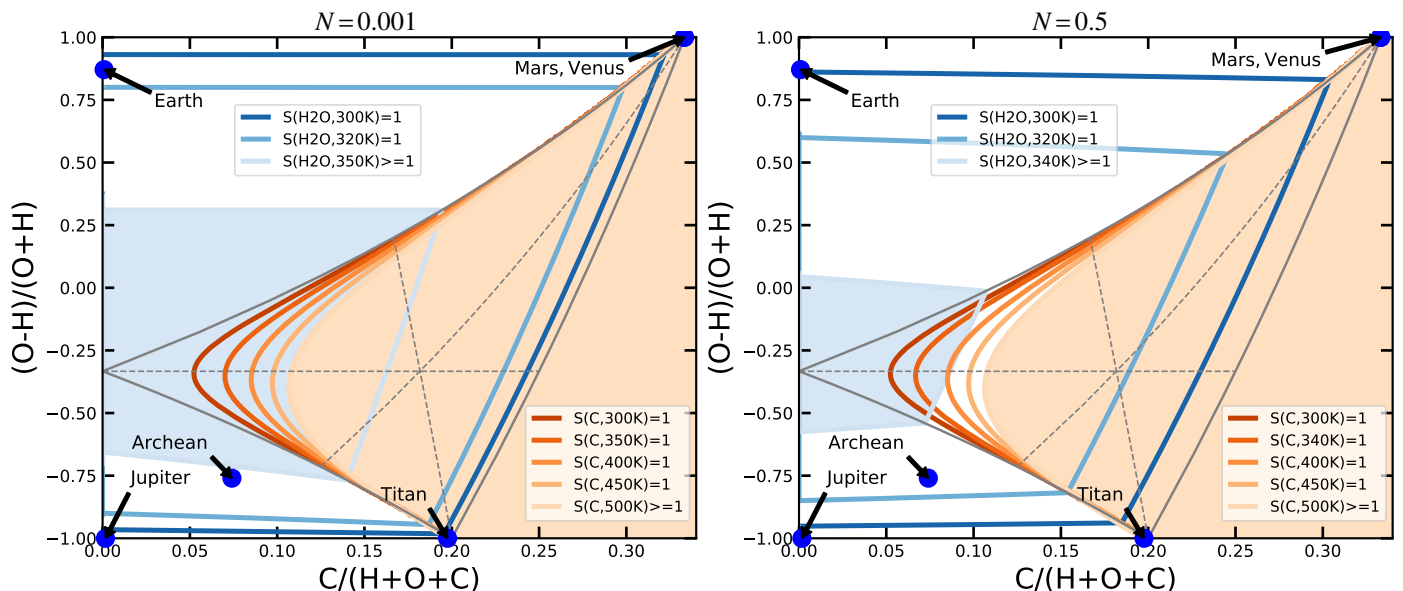 N=0.001
1.00
0.75
0.50
0.25
0.00
−0.25
−0.50
−0.75
−1.00
(O-H)/(O+H)
Mars, Venus
Earth
S(H2O,300K)=1
S(H2O,320K)=1
S(H2O,350K)>=1
Archean
Jupiter
Titan
S(C,300K)=1
S(C,350K)=1
S(C,400K)=1
S(C,450K)=1
S(C,500K)>=1
0.00 0.05 0.10 0.15 0.20 0.25 0.30
C/(H+O+C)
N=0.5
1.00
0.75
0.50
0.25
0.00
−0.25
−0.50
−0.75
−1.00
(O-H)/(O+H)
Mars, Venus
Earth
S(H2O,300K)=1
S(H2O,320K)=1
S(H2O,340K)>=1
Archean
Jupiter
Titan
S(C,300K)=1
S(C,340K)=1
S(C,400K)=1
S(C,450K)=1
S(C,500K)>=1
0.00 0.05 0.10 0.15 0.20 0.25 0.30
C/(H+O+C)